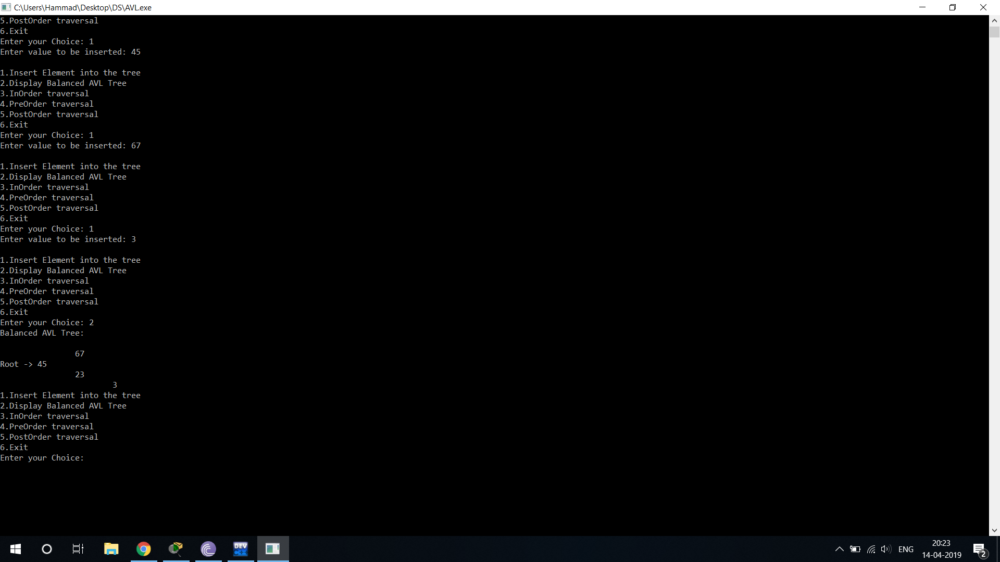 C:\Users\Hammad\Desktop\DS\AVL.exe
5.PostOrder traversal
6.Exit
Enter your Choice: 1
Enter value to be inserted: 45

1.Insert Element into the tree
2.Display Balanced AVL Tree
3.InOrder traversal
4.PreOrder traversal
5.PostOrder traversal
6.Exit
Enter your Choice: 1
Enter value to be inserted: 67

1.Insert Element into the tree
2.Display Balanced AVL Tree
3.InOrder traversal
4.PreOrder traversal
5.PostOrder traversal
6.Exit
Enter your Choice: 1
Enter value to be inserted: 3

1.Insert Element into the tree
2.Display Balanced AVL Tree
3.InOrder traversal
4.PreOrder traversal
5.PostOrder traversal
6.Exit
Enter your Choice: 2
Balanced AVL Tree:

                67
Root -> 45
                23
                        3
1.Insert Element into the tree
2.Display Balanced AVL Tree
3.InOrder traversal
4.PreOrder traversal
5.PostOrder traversal
6.Exit
Enter your Choice:
DEV
C++
ENG
20:23
14-04-2019
2